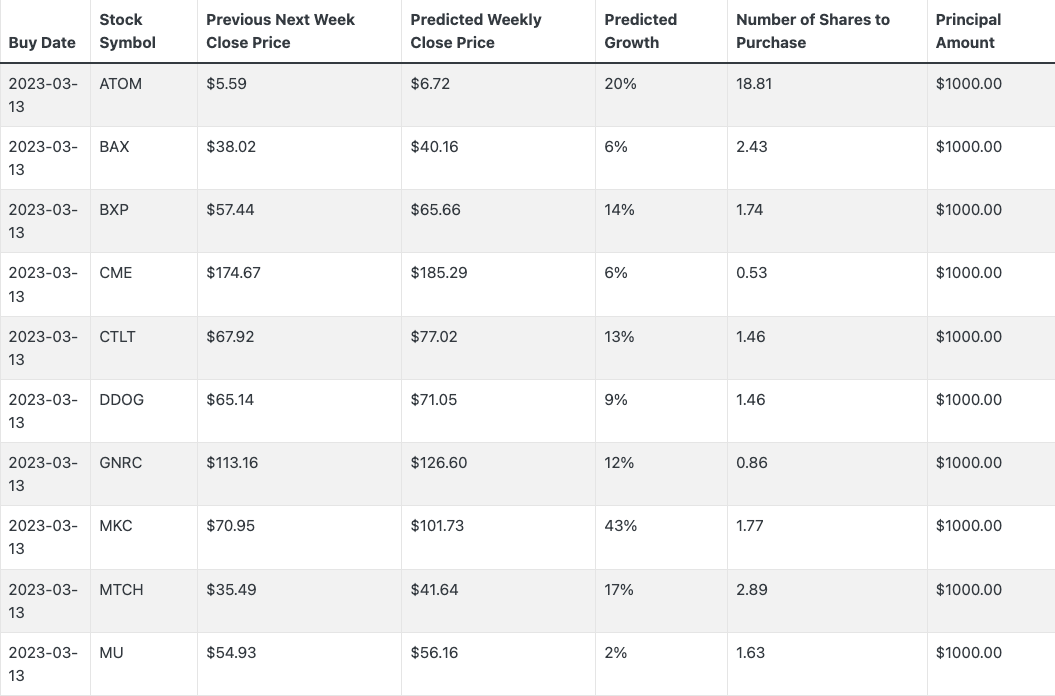 Buy Date Stock Symbol Previous Next Week Close Price Predicted Weekly Close Price Predicted Growth Number of Shares to Purchase Principal Amount
2023-03-13 ATOM $5.59 $6.72 20% 18.81 $1000.00
2023-03-13 BAX $38.02 $40.16 6% 2.43 $1000.00
2023-03-13 BXP $57.44 $65.66 14% 1.74 $1000.00
2023-03-13 CME $174.67 $185.29 6% 0.53 $1000.00
2023-03-13 CTLT $67.92 $77.02 13% 1.46 $1000.00
2023-03-13 DDOG $65.14 $71.05 9% 1.46 $1000.00
2023-03-13 GNRC $113.16 $126.60 12% 0.86 $1000.00
2023-03-13 MKC $70.95 $101.73 43% 1.77 $1000.00
2023-03-13 MTCH $35.49 $41.64 17% 2.89 $1000.00
2023-03-13 MU $54.93 $56.16 2% 1.63 $1000.00